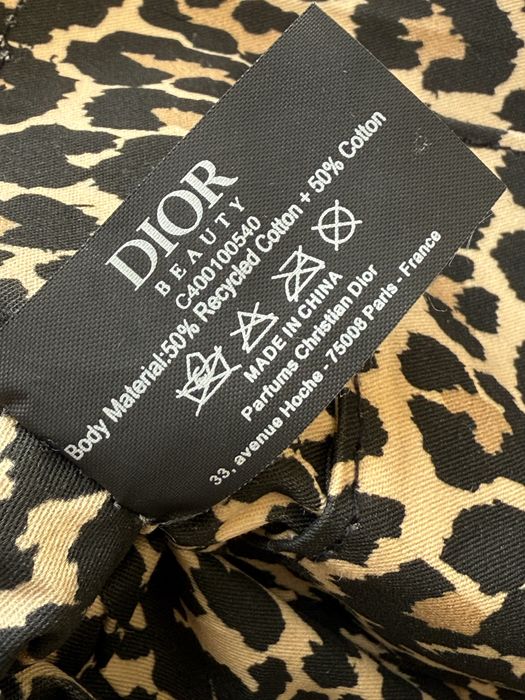 DIOR
BEAUTY
C400100540
Body Material:50% Recycled Cotton + 50% Cotton
MADE IN CHINA
Parfums Christian Dior
33, avenue Hoche - 75008 Paris - France